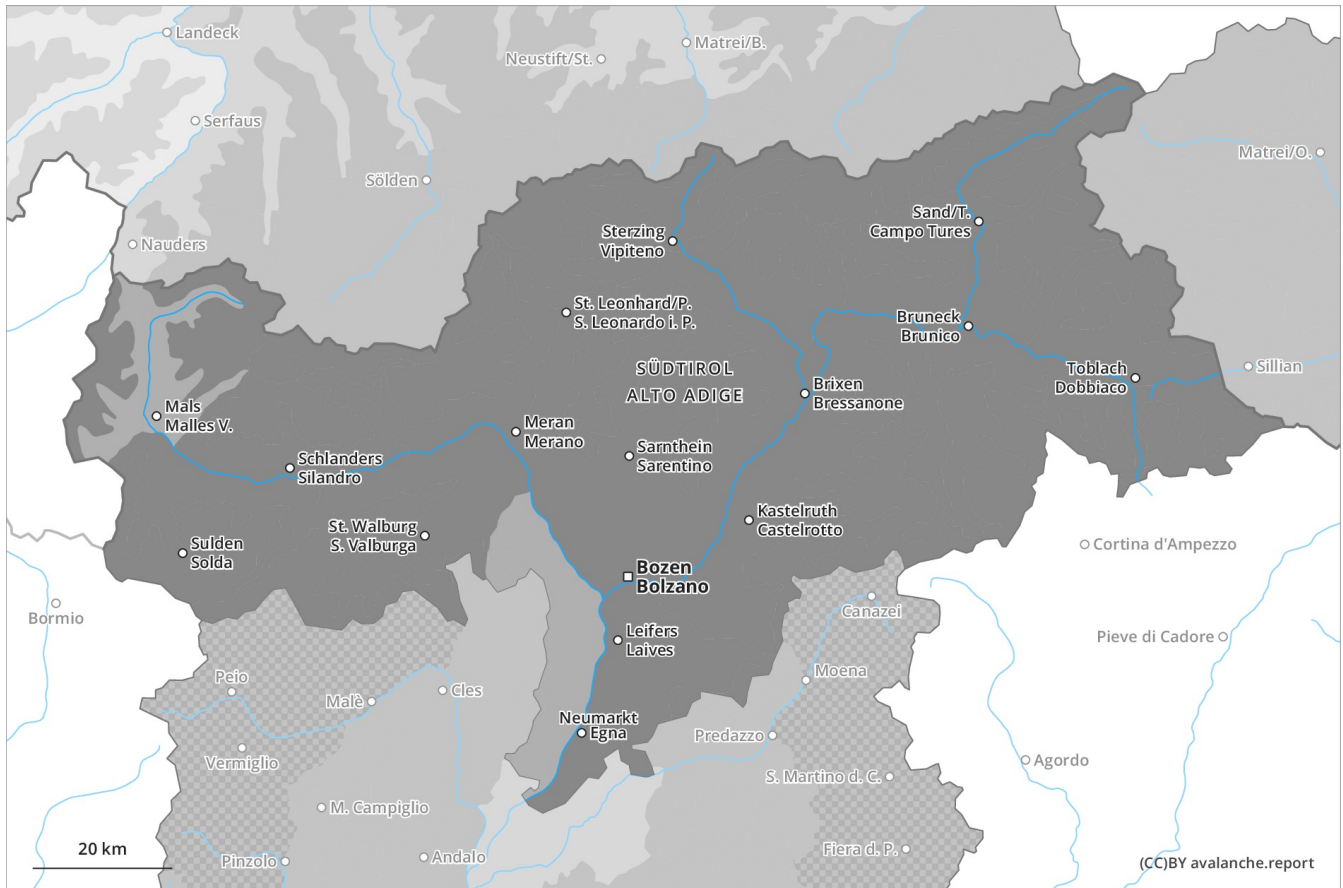 Landeck
Matrei/B.
Neustift/St.
Serfaus
Matrei/O.
Sölden
Sand/T.
Campo Tures
Nauders
Sterzing
Vipiteno
St. Leonhard/P.
S. Leonardo i. P.
Bruneck
Brunico
SÜDTIROL
ALTO ADIGE
Toblach
Dobbiaco
Sillian
Brixen
Bressanone
Mals
Malles V.
Meran
Merano
Sarnthein
Sarentino
Schlanders
Silandro
Kastelruth
Castelrotto
St. Walburg
S. Valburga
Sulden
Solda
Cortina d'Ampezzo
Bozen
Bolzano
Bormio
Canazei
Leifers
Laives
Pieve di Cadore
Peio
Moena
Malè
Cles
Neumarkt
Egna
Predazzo
Vermiglio
Agordo
S. Martino d. C.
M. Campiglio
20 km
Pinzolo
Andalo
Fiera d. P.
(CC)BY avalanche.report